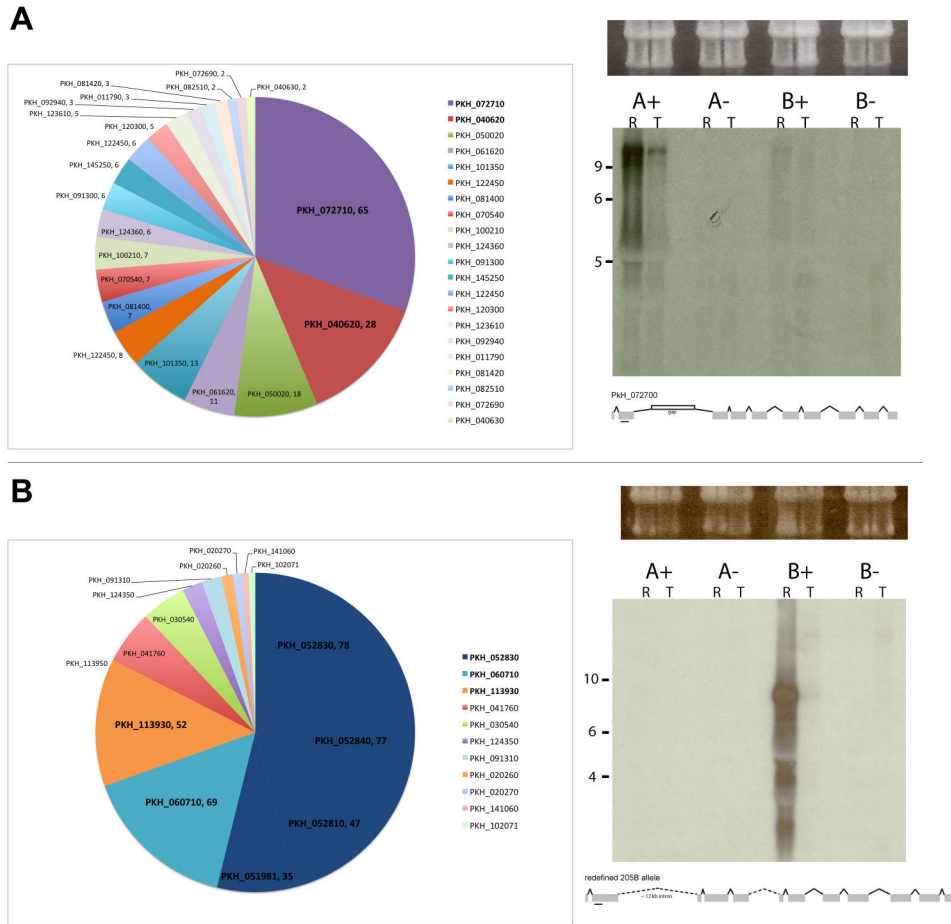 A
PKH_072690, 2
PKH_081420, 3
PKH_082510, 2
PKH_040630, 2
PKH_011790, 3
PKH_092940, 3
PKH_123610, 5
PKH_120300, 5
PKH_122450, 6
PKH_145250, 6
PKH_091300, 6
PKH_124360, 6
PKH_100210, 7
PKH_070540, 7
PKH_081400,
7
PKH_122450, 8
PKH_101350, 13
PKH_061620,
11
PKH_050020, 18
PKH_040620, 28
PKH_072710, 65
PKH_072710
PKH_040620
PKH_050020
PKH_061620
PKH_101350
PKH_122450
PKH_081400
PKH_070540
PKH_100210
PKH_124360
PKH_091300
PKH_145250
PKH_122450
PKH_120300
PKH_123610
PKH_092940
PKH_011790
PKH_081420
PKH_082510
PKH_072690
PKH_040630
A+ A- B+ B-
R T R T R T R T
9
6
5
PkH_072700
gap
B
PKH_020270
PKH_141060
PKH_020260
PKH_102071
PKH_091310
PKH_124350
PKH_030540
PKH_041760
PKH_113950
PKH_113930, 52
PKH_060710, 69
PKH_051981, 35
PKH_052810, 47
PKH_052840, 77
PKH_052830, 78
PKH_052830
PKH_060710
PKH_113930
PKH_041760
PKH_030540
PKH_124350
PKH_091310
PKH_020260
PKH_020270
PKH_141060
PKH_102071
A+ A- B+ B-
R T R T R T R T
10
6
4
redefined 205B allele
~ 12 kb intron